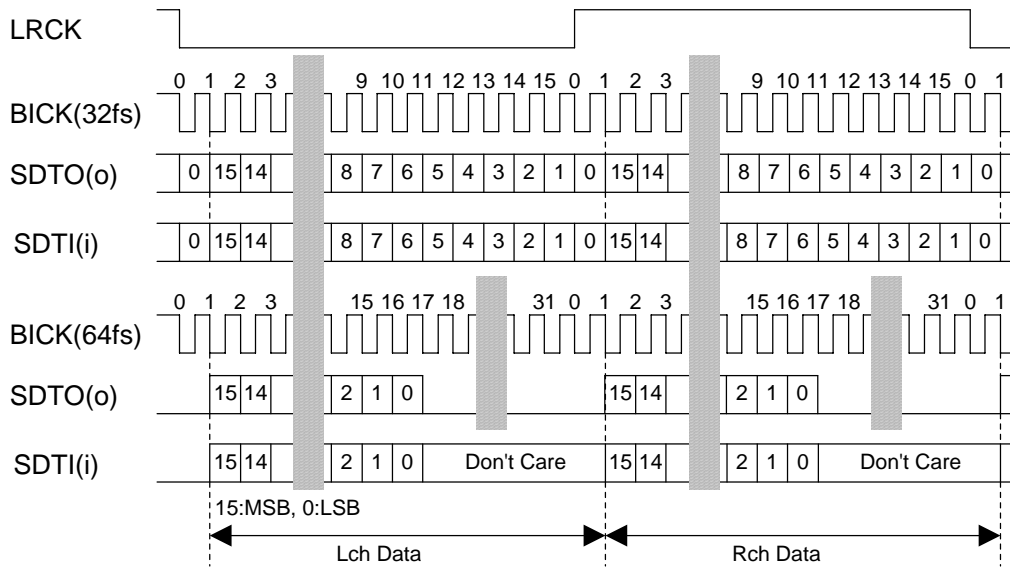 LRCK
0 1 2 3 9 10 11 12 13 14 15 0 1 2 3 9 10 11 12 13 14 15 0 1
BICK(32fs)
SDTO(o) 0 15 14 8 7 6 5 4 3 2 1 0 15 14 8 7 6 5 4 3 2 1 0
SDTI(i) 0 15 14 8 7 6 5 4 3 2 1 0 15 14 8 7 6 5 4 3 2 1 0
0 1 2 3 15 16 17 18 31 0 1 2 3 15 16 17 18 31 0 1
BICK(64fs)
SDTO(o) 15 14 2 1 0 15 14 2 1 0
SDTI(i) 15 14 2 1 0 Don't Care 15 14 2 1 0 Don't Care
15:MSB, 0:LSB
Lch Data Rch Data